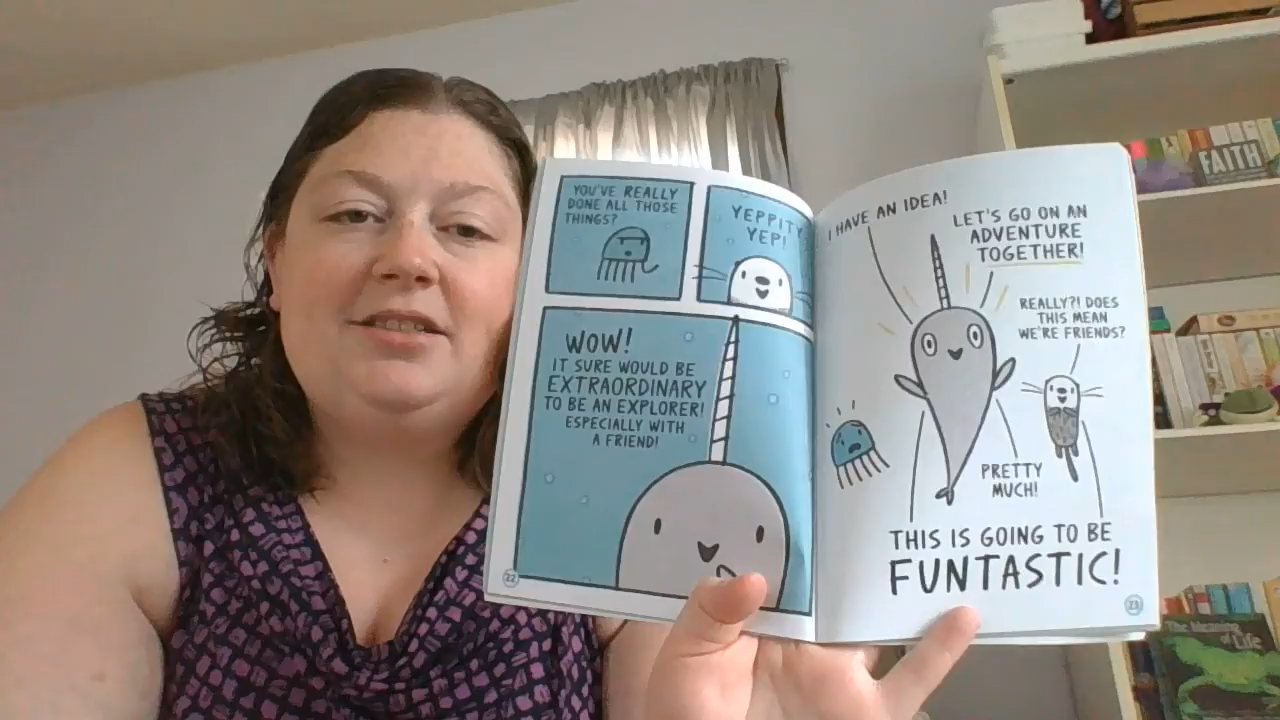 YOU'VE REALLY
DONE ALL THOSE
THINGS?
YEPPITY
YEP!
WOW!
IT SURE WOULD BE
EXTRAORDINARY
TO BE AN EXPLORER!
ESPECIALLY WITH
A FRIEND!
22
I HAVE AN IDEA!
LET'S GO ON AN
ADVENTURE
TOGETHER!
REALLY?! DOES
THIS MEAN
WE'RE FRIENDS?
PRETTY
MUCH!
THIS IS GOING TO BE
FUNTASTIC!
23
FAITH
The Meaning
of Life